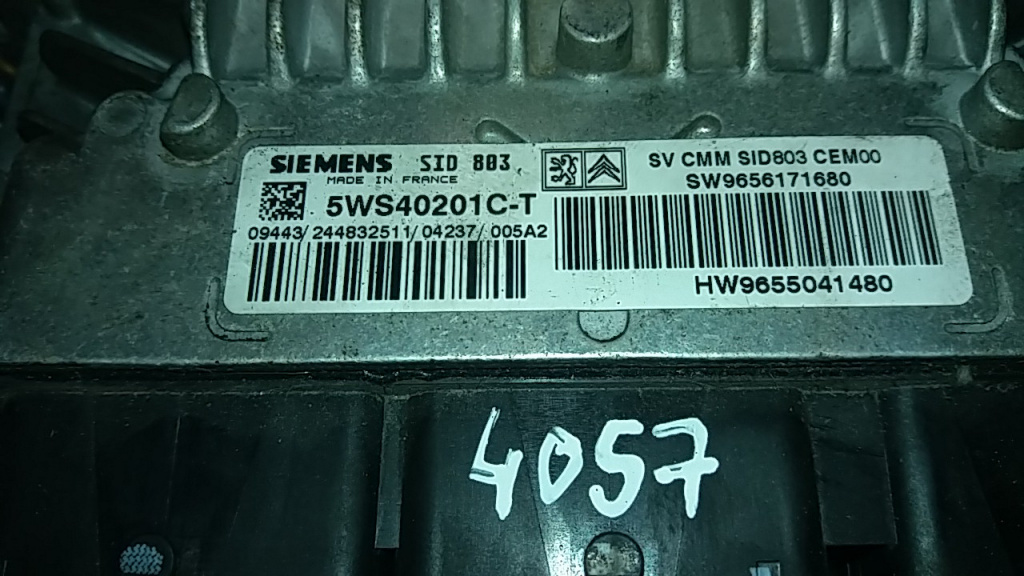 SIEMENS SID 803
MADE IN FRANCE
5WS40201C-T
09443/244832511/04237/005A2
SV CMM SID803 CEM00
SW9656171680
HW9655041480
4057